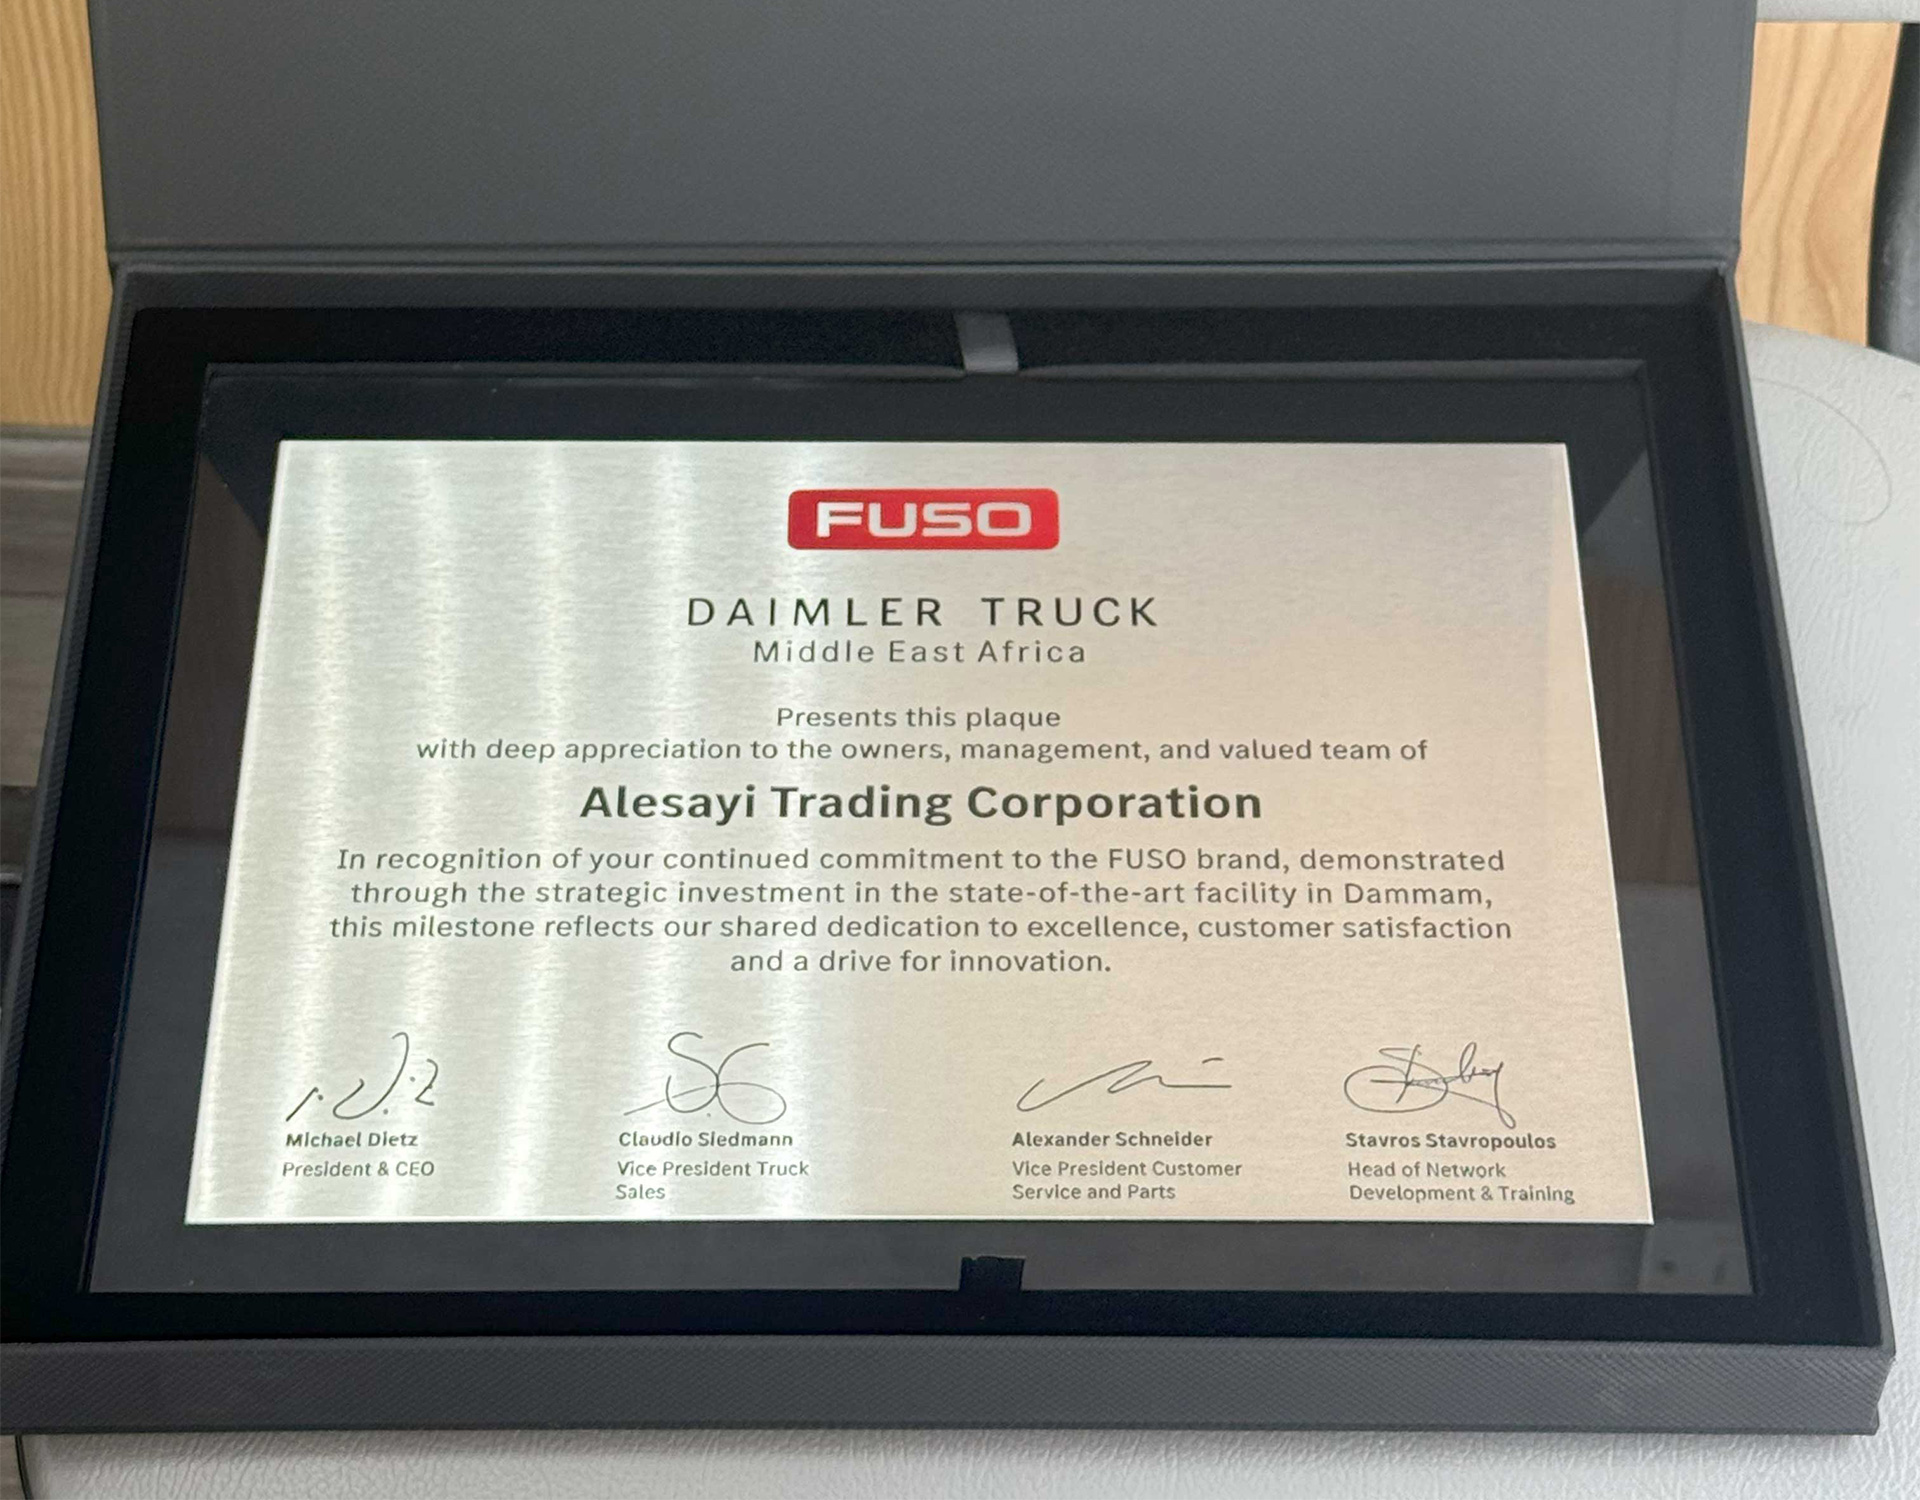 FUSO
DAIMLER TRUCK
Middle East Africa
Presents this plaque
with deep appreciation to the owners, management, and valued team of
Alesayi Trading Corporation
In recognition of your continued commitment to the FUSO brand, demonstrated
through the strategic investment in the state-of-the-art facility in Dammam,
this milestone reflects our shared dedication to excellence, customer satisfaction
and a drive for innovation.
Michael Dietz
President & CEO
Claudio Siedmann
Vice President Truck
Sales
Alexander Schneider
Vice President Customer
Service and Parts
Stavros Stavropoulos
Head of Network
Development & Training